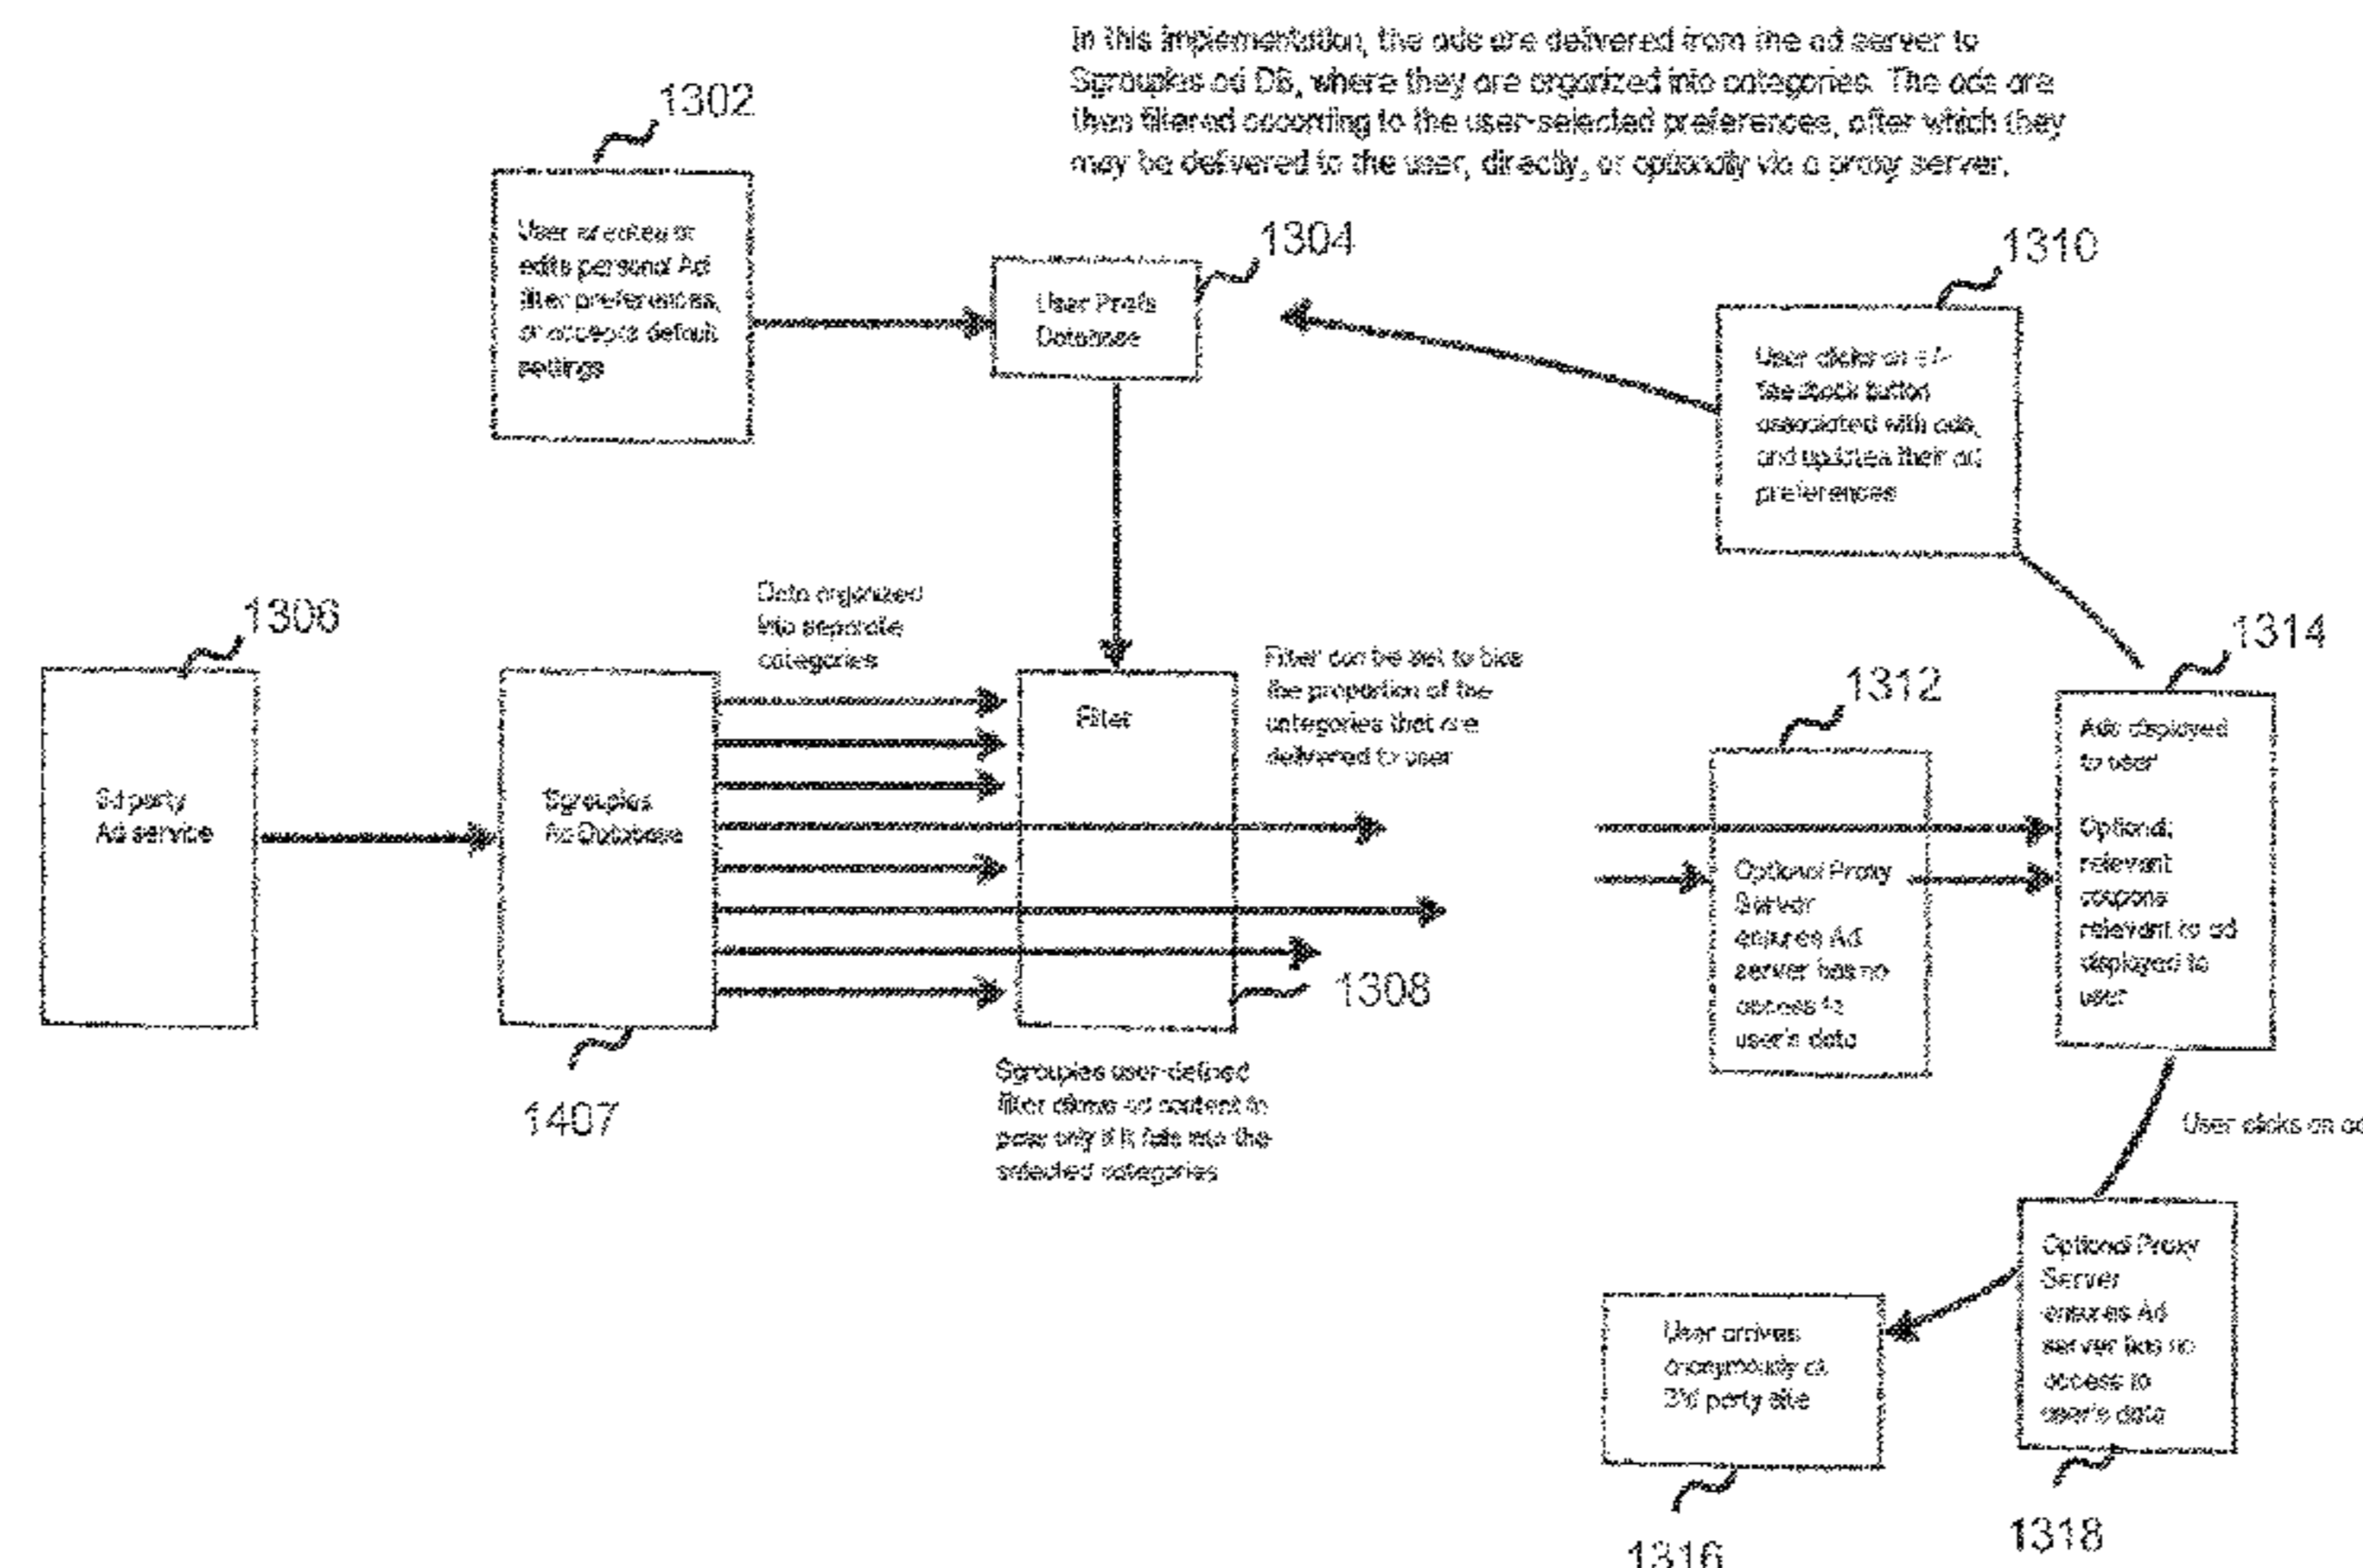 In this implementation, the ads are delivered from the ad server to
Sgrouples ad DB, where they are organized into categories. The ads are
then filtered according to the user-selected preferences, after which they
may be delivered to the user, directly, or optionally via a proxy server.
1302
User creates or
edits personal Ad
filter preferences,
or accepts default
settings
1304
User Prefs
Database
1310
User clicks on +/-
feedback button
associated with ads,
and updates their ad
preferences
1306
3d party
Ad service
Data organized
into separate
categories
Sgrouples
Ad Database
1407
Filter
Filter can be set to bias
the proportion of the
categories that are
delivered to user
1308
Sgrouples user-defined
filter allows ad content to
pass only if it falls into the
selected categories
1312
Optional Proxy
Server
ensures Ad
server has no
access to
user's data
1314
Ads displayed
to user
Optional;
relevant
coupons
relevant to ad
displayed to
user
User clicks on ad
Optional Proxy
Server
ensures Ad
server has no
access to
user's data
1318
User arrives
anonymously at
3rd party site
1316